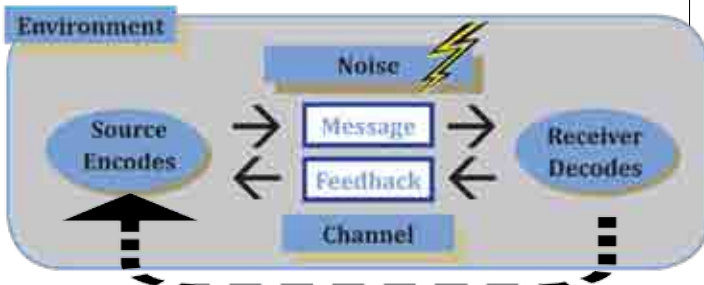 Environment
Noise
Source
Encodes
Message
Receiver
Decodes
Feedback
Channel